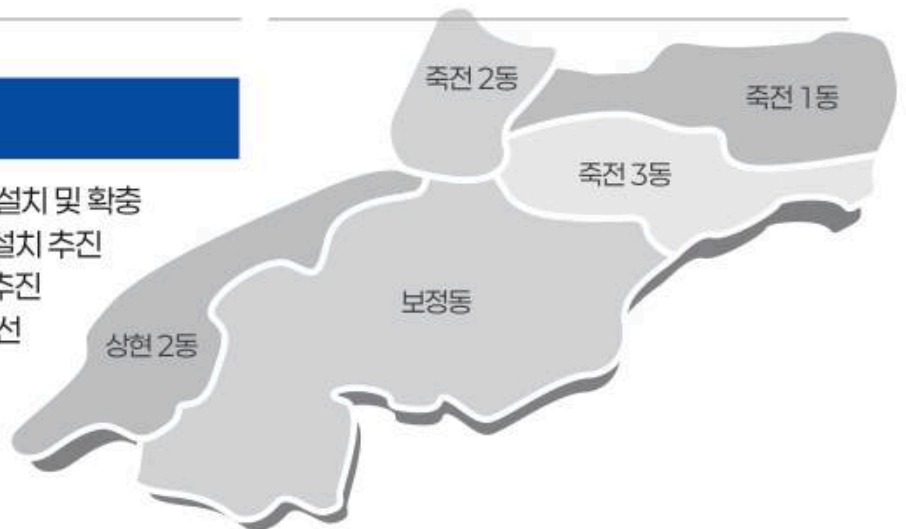 설치 및 확충
설치 추진
추진
선
죽전 2동
죽전 1동
죽전 3동
보정동
상현 2동